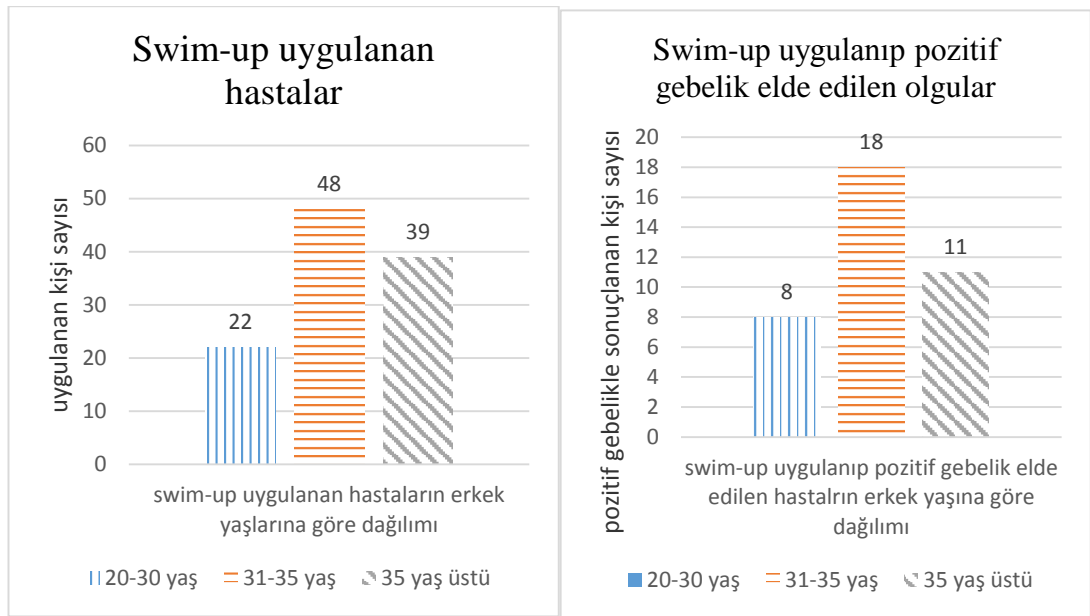 Swim-up uygulanan
hastalar
uygulanan kişi sayısı
60
50
40
30
20
10
0
22
48
39
swim-up uygulanan hastaların erkek
yaşlarına göre dağılımı
20-30 yaş
31-35 yaş
35 yaş üstü
Swim-up uygulanıp pozitif
gebelik elde edilen olgular
pozitif gebelikle sonuçlanan kişi sayısı
20
18
16
14
12
10
8
6
4
2
0
8
18
11
swim-up uygulanıp pozitif gebelik elde
edilen hastalrın erkek yaşına göre
dağılımı
20-30 yaş
31-35 yaş
35 yaş üstü